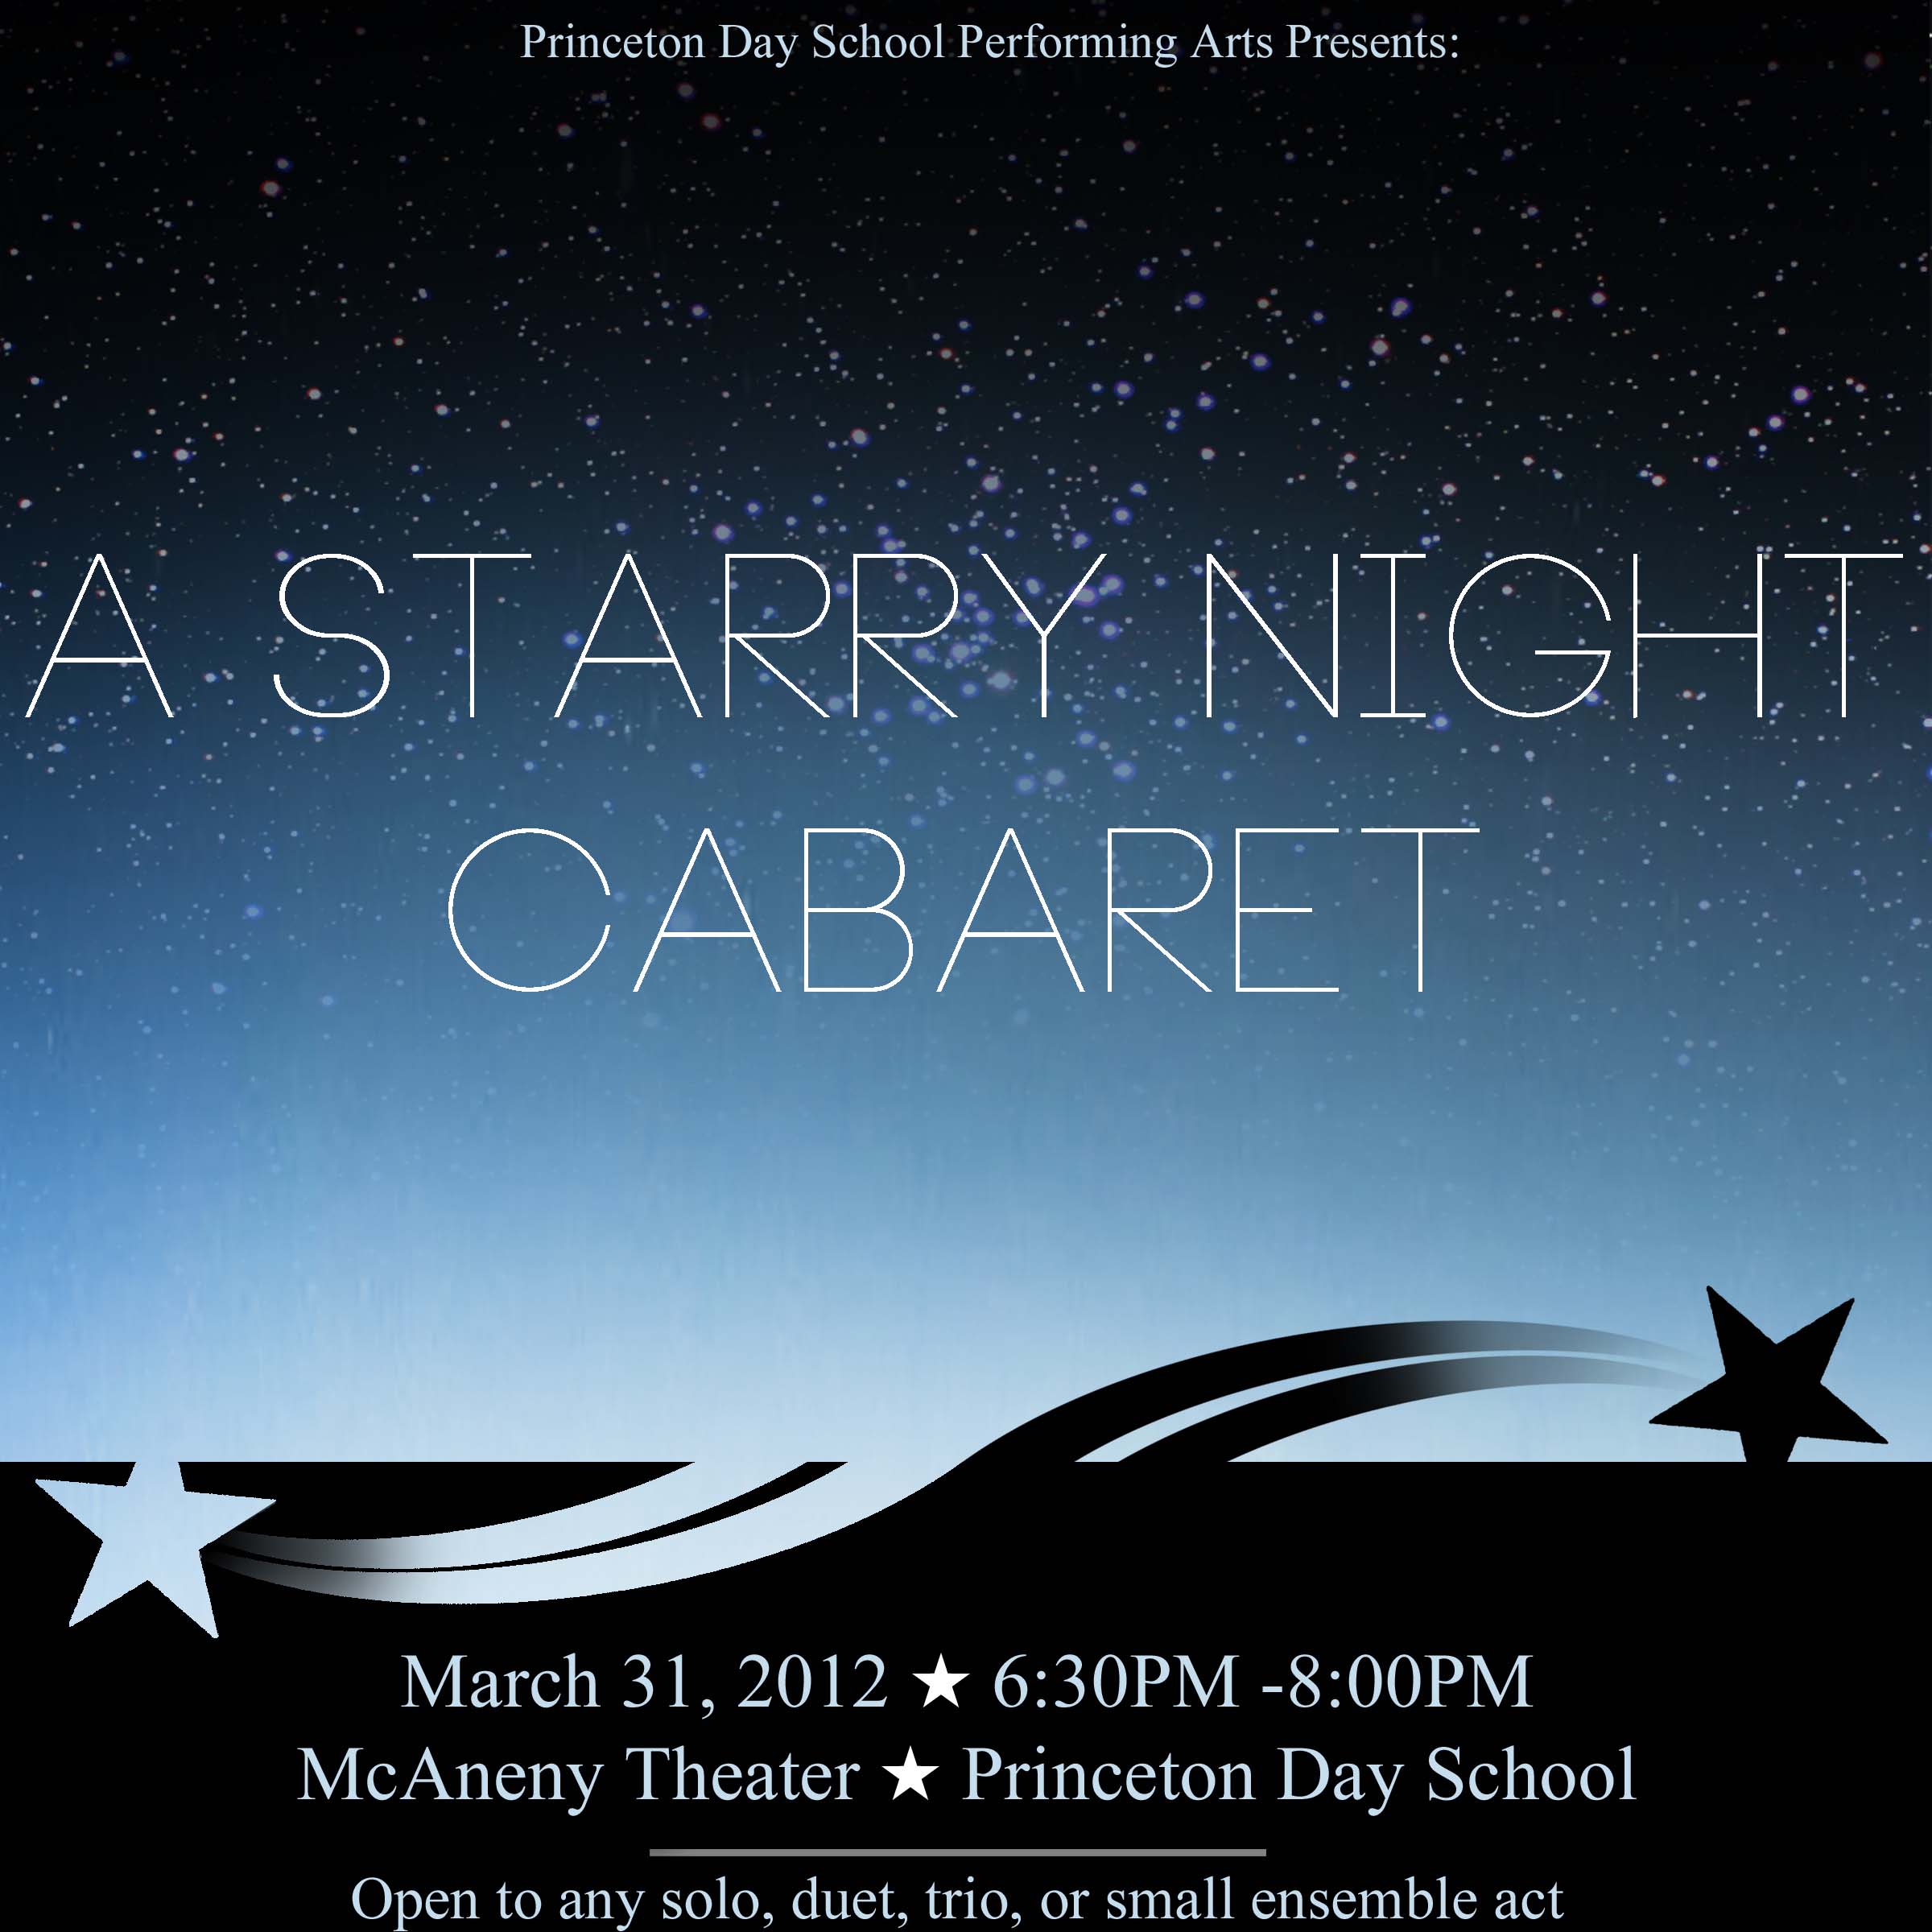 Princeton Day School Performing Arts Presents:
A STARRY NIGHT
CABARET
March 31, 2012 ★ 6:30PM -8:00PM
McAneny Theater ★ Princeton Day School
Open to any solo, duet, trio, or small ensemble act